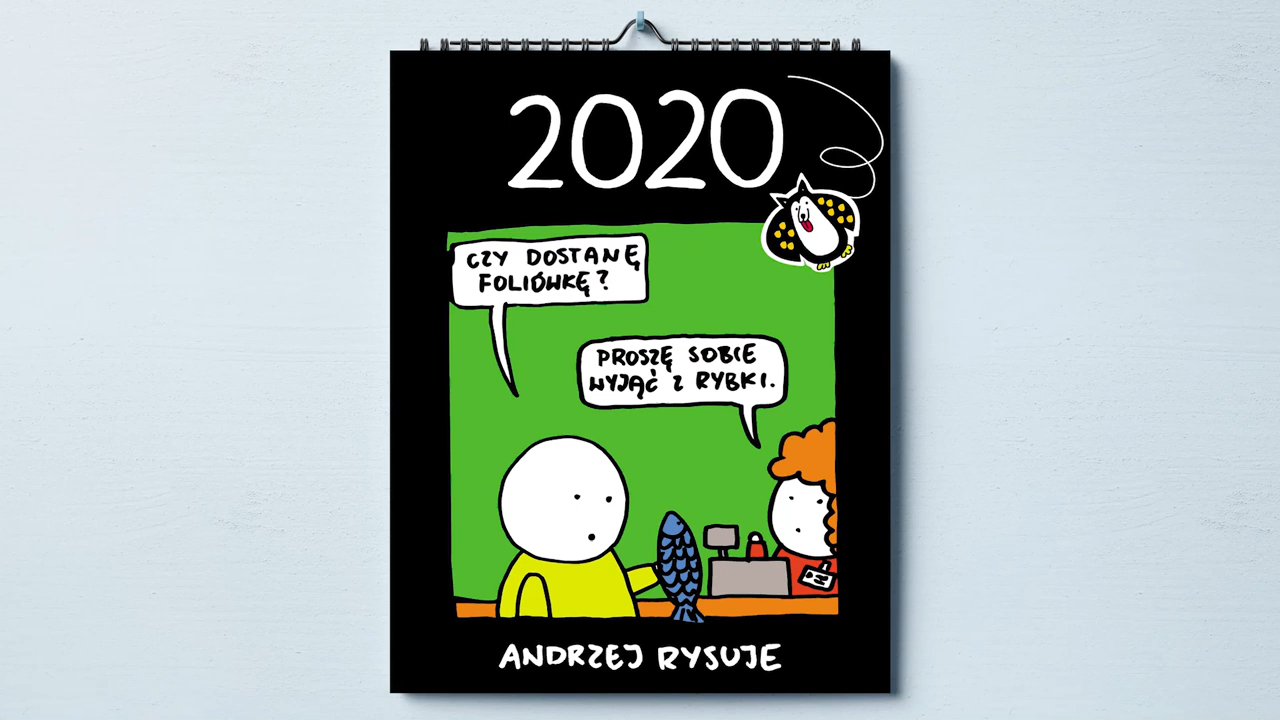 2020
CZY DOSTANĘ
FOLIÓWKĘ?
PROSZĘ SOBIE
WYJĄĆ Z RYBKI.
ANDRZEJ RYSUJE